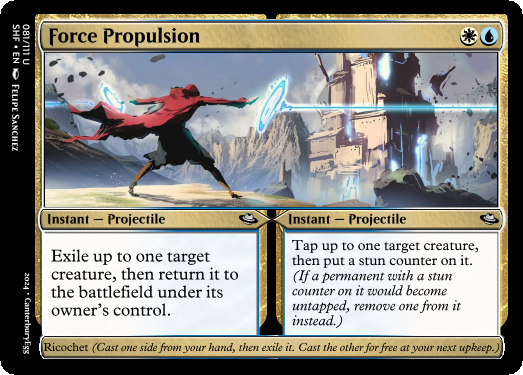 Force Propulsion
Instant — Projectile
Exile up to one target
creature, then return it to
the battlefield under its
owner's control.
Instant — Projectile
Tap up to one target creature,
then put a stun counter on it.
(If a permanent with a stun
counter on it would become
untapped, remove one from it
instead.)
Ricochet (Cast one side from your hand, then exile it. Cast the other for free at your next upkeep.)
081/111 U
SHF • EN Felipe Sanchez
2024 • CanterburyEgg